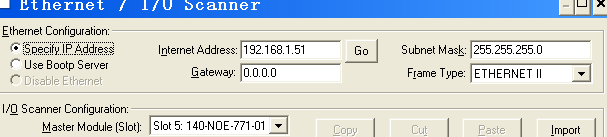 Ethernet / I/O Scanner
Ethernet Configuration:
Specify IP Address
Internet Address: 192.168.1.51 Go
Subnet Mask: 255.255.255.0
Use Bootp Server
Gateway: 0.0.0.0
Frame Type: ETHERNET II
Disable Ethernet
I/O Scanner Configuration:
Master Module (Slot): Slot 5: 140-NOE-771-01 Copy Cut Paste Import